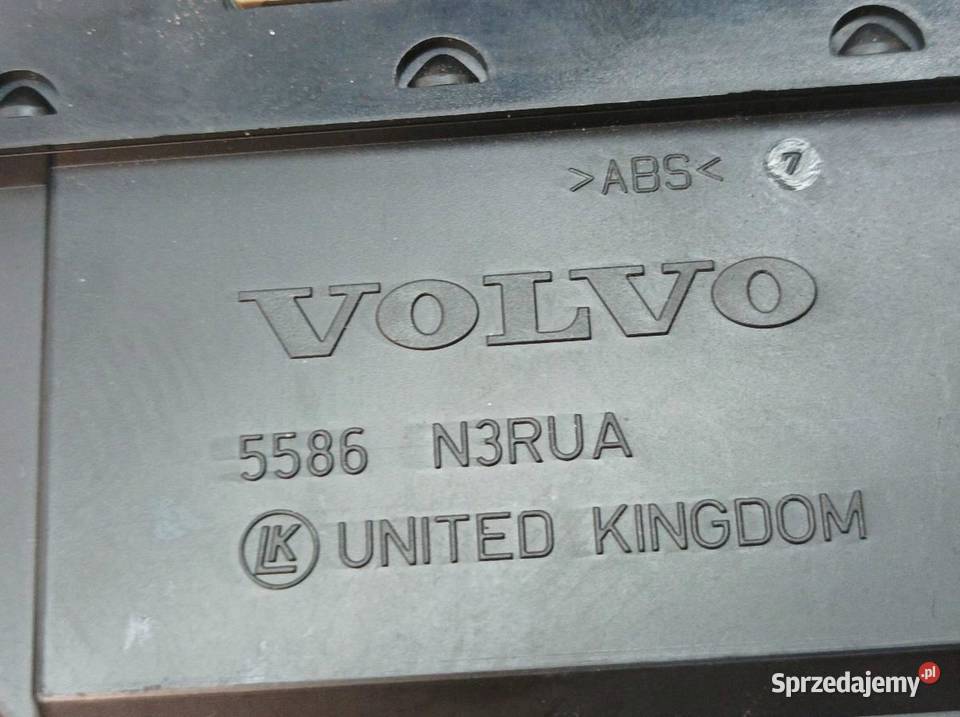 >ABS< 7
VOLVO
5586 N3RUA
LK UNITED KINGDOM
Sprzedajemy.pl